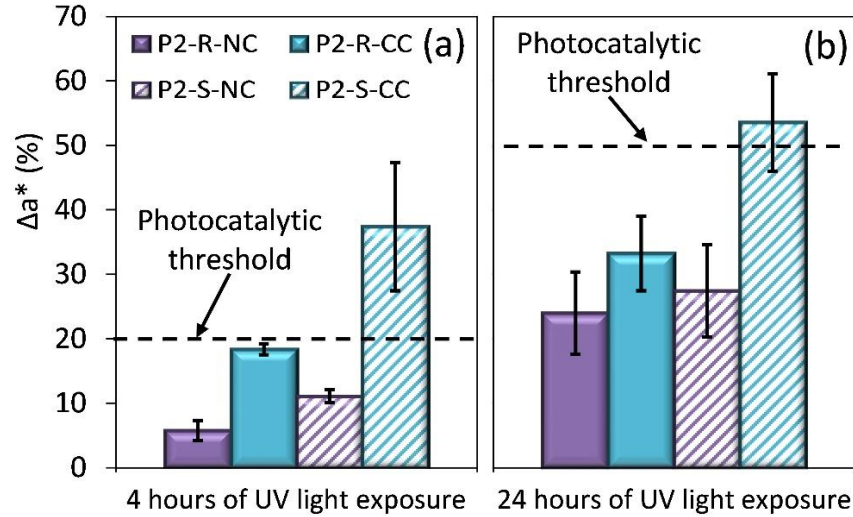 70
60
50
40
30
20
10
0
Δa* (%)
P2-R-NC P2-R-CC (a)
P2-S-NC P2-S-CC
Photocatalytic
threshold
4 hours of UV light exposure
(b)
Photocatalytic
threshold
24 hours of UV light exposure